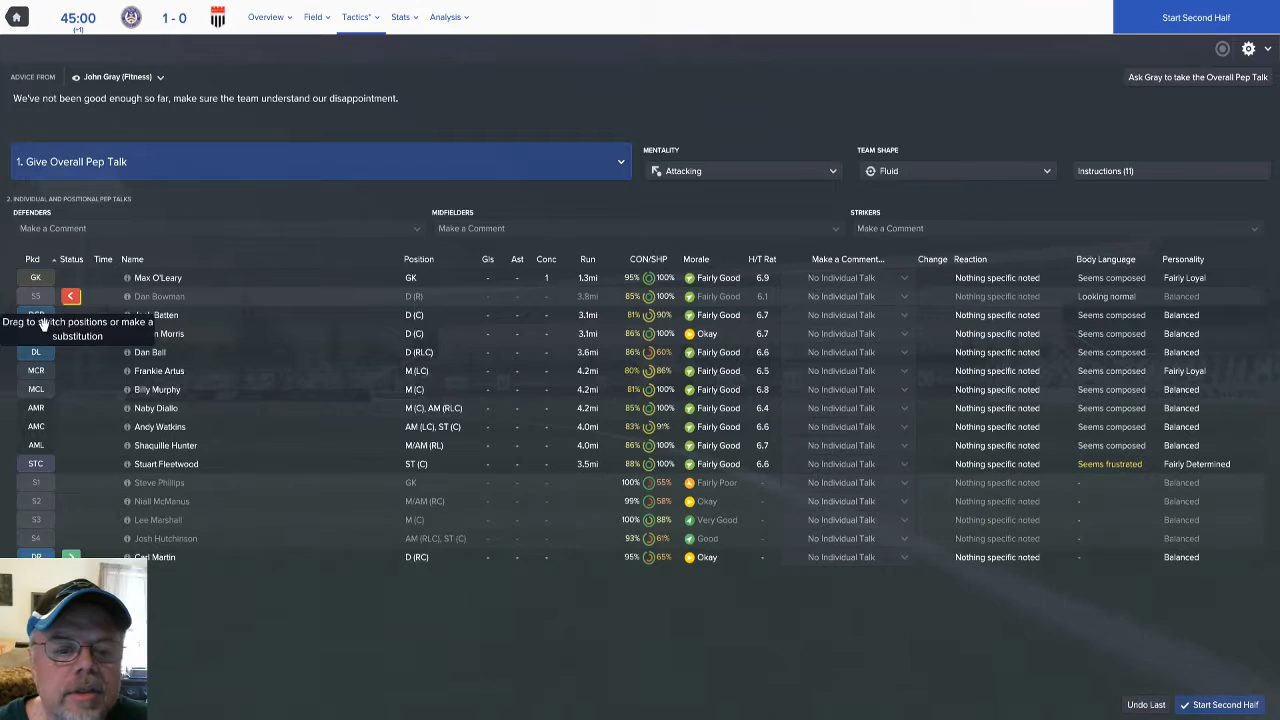 45:00 1 - 0 Overview Field Tactics* Stats Analysis Start Second Half
(+1)
ADVICE FROM John Gray (Fitness) Ask Gray to take the Overall Pep Talk
We've not been good enough so far, make sure the team understand our disappointment.
MENTALITY TEAM SHAPE
1. Give Overall Pep Talk Attacking Fluid Instructions (11)
2. INDIVIDUAL AND POSITIONAL PEP TALKS
DEFENDERS MIDFIELDERS STRIKERS
Make a Comment Make a Comment Make a Comment
Pkd Status Time Name Position Gls Ast Conc Run CON/SHP Morale H/T Rat Make a Comment... Change Reaction Body Language Personality
GK Max O'Leary GK - - 1 1.3mi 95% 100% Fairly Good 6.9 No Individual Talk Nothing specific noted Seems composed Fairly Loyal
S5 Dan Bowman D (R) - - 3.8mi 85% 100% Fairly Good 6.1 No Individual Talk Nothing specific noted Looking normal Balanced
Batten D (C) - - 3.1mi 81% 90% Fairly Good 6.7 No Individual Talk Nothing specific noted Seems composed Balanced
Drag to switch positions or make a
substitution
Morris D (C) - - 3.1mi 86% 100% Okay 6.7 No Individual Talk Nothing specific noted Seems composed Balanced
DL Dan Ball D (RLC) - - 3.6mi 86% 60% Fairly Good 6.6 No Individual Talk Nothing specific noted Seems composed Balanced
MCR Frankie Artus M (LC) - - 4.2mi 80% 86% Fairly Good 6.5 No Individual Talk Nothing specific noted Seems composed Fairly Loyal
MCL Billy Murphy M (C) - - 4.2mi 81% 100% Fairly Good 6.8 No Individual Talk Nothing specific noted Seems composed Balanced
AMR Naby Diallo M (C), AM (RLC) - - 4.2mi 85% 100% Fairly Good 6.4 No Individual Talk Nothing specific noted Seems composed Balanced
AMC Andy Watkins AM (LC), ST (C) - - 4.0mi 83% 91% Fairly Good 6.6 No Individual Talk Nothing specific noted Seems composed Balanced
AML Shaquille Hunter M/AM (RL) - - 4.0mi 86% 100% Fairly Good 6.7 No Individual Talk Nothing specific noted Seems composed Balanced
STC Stuart Fleetwood ST (C) - - 3.5mi 88% 100% Fairly Good 6.6 No Individual Talk Nothing specific noted Seems frustrated Fairly Determined
S1 Steve Phillips GK 100% 55% Fairly Poor - No Individual Talk Nothing specific noted - Balanced
S2 Niall McManus M/AM (RC) 99% 58% Okay - No Individual Talk Nothing specific noted - Balanced
S3 Lee Marshall M (C) 100% 88% Very Good - No Individual Talk Nothing specific noted - Balanced
S4 Josh Hutchinson AM (RLC), ST (C) 93% 61% Good - No Individual Talk Nothing specific noted - Balanced
DR Carl Martin D (RC) 95% 65% Okay - No Individual Talk Nothing specific noted - Balanced
Undo Last Start Second Half